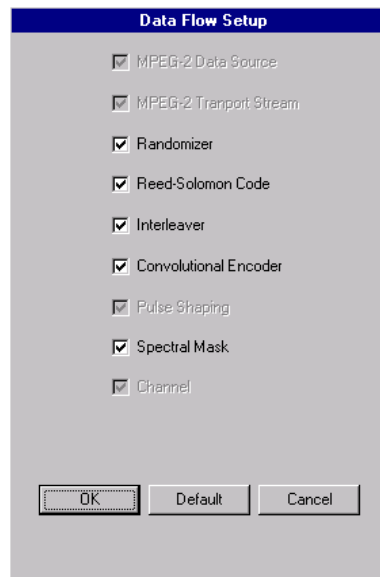 Data Flow Setup
MPEG-2 Data Source
MPEG-2 Tranport Stream
Randomizer
Reed-Solomon Code
Interleaver
Convolutional Encoder
Pulse Shaping
Spectral Mask
Channel
OK Default Cancel